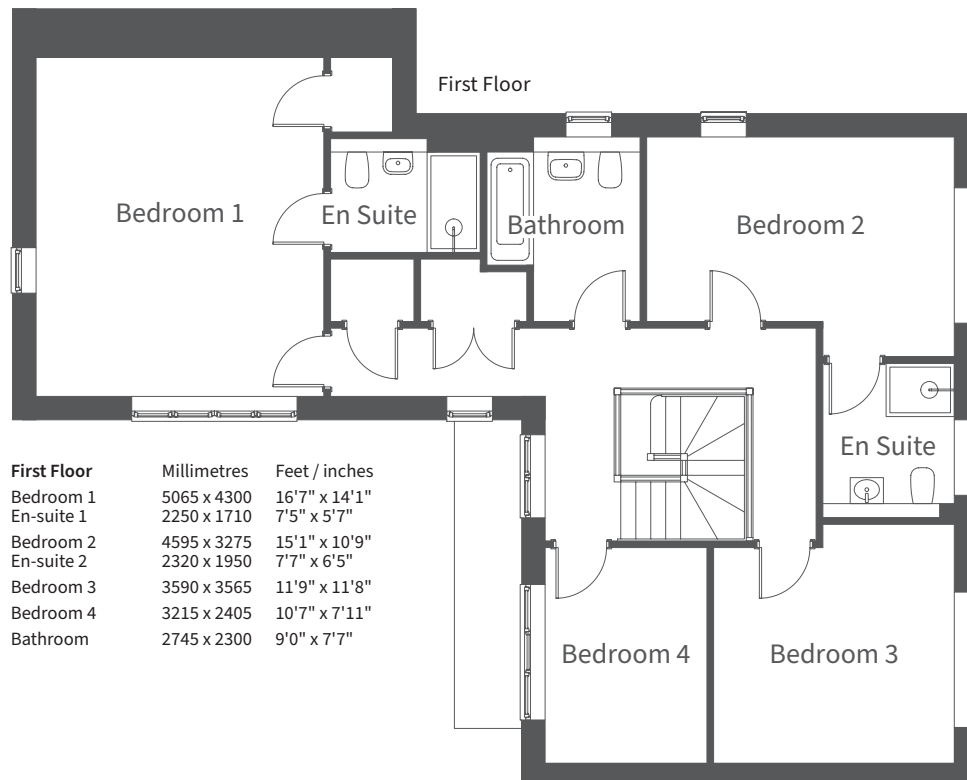 First Floor
Bedroom 1
En Suite
Bathroom
Bedroom 2
En Suite
Bedroom 4
Bedroom 3
First Floor Millimetres Feet / inches
Bedroom 1 5065 x 4300 16'7" x 14'1"
En-suite 1 2250 x 1710 7'5" x 5'7"
Bedroom 2 4595 x 3275 15'1" x 10'9"
En-suite 2 2320 x 1950 7'7" x 6'5"
Bedroom 3 3590 x 3565 11'9" x 11'8"
Bedroom 4 3215 x 2405 10'7" x 7'11"
Bathroom 2745 x 2300 9'0" x 7'7"